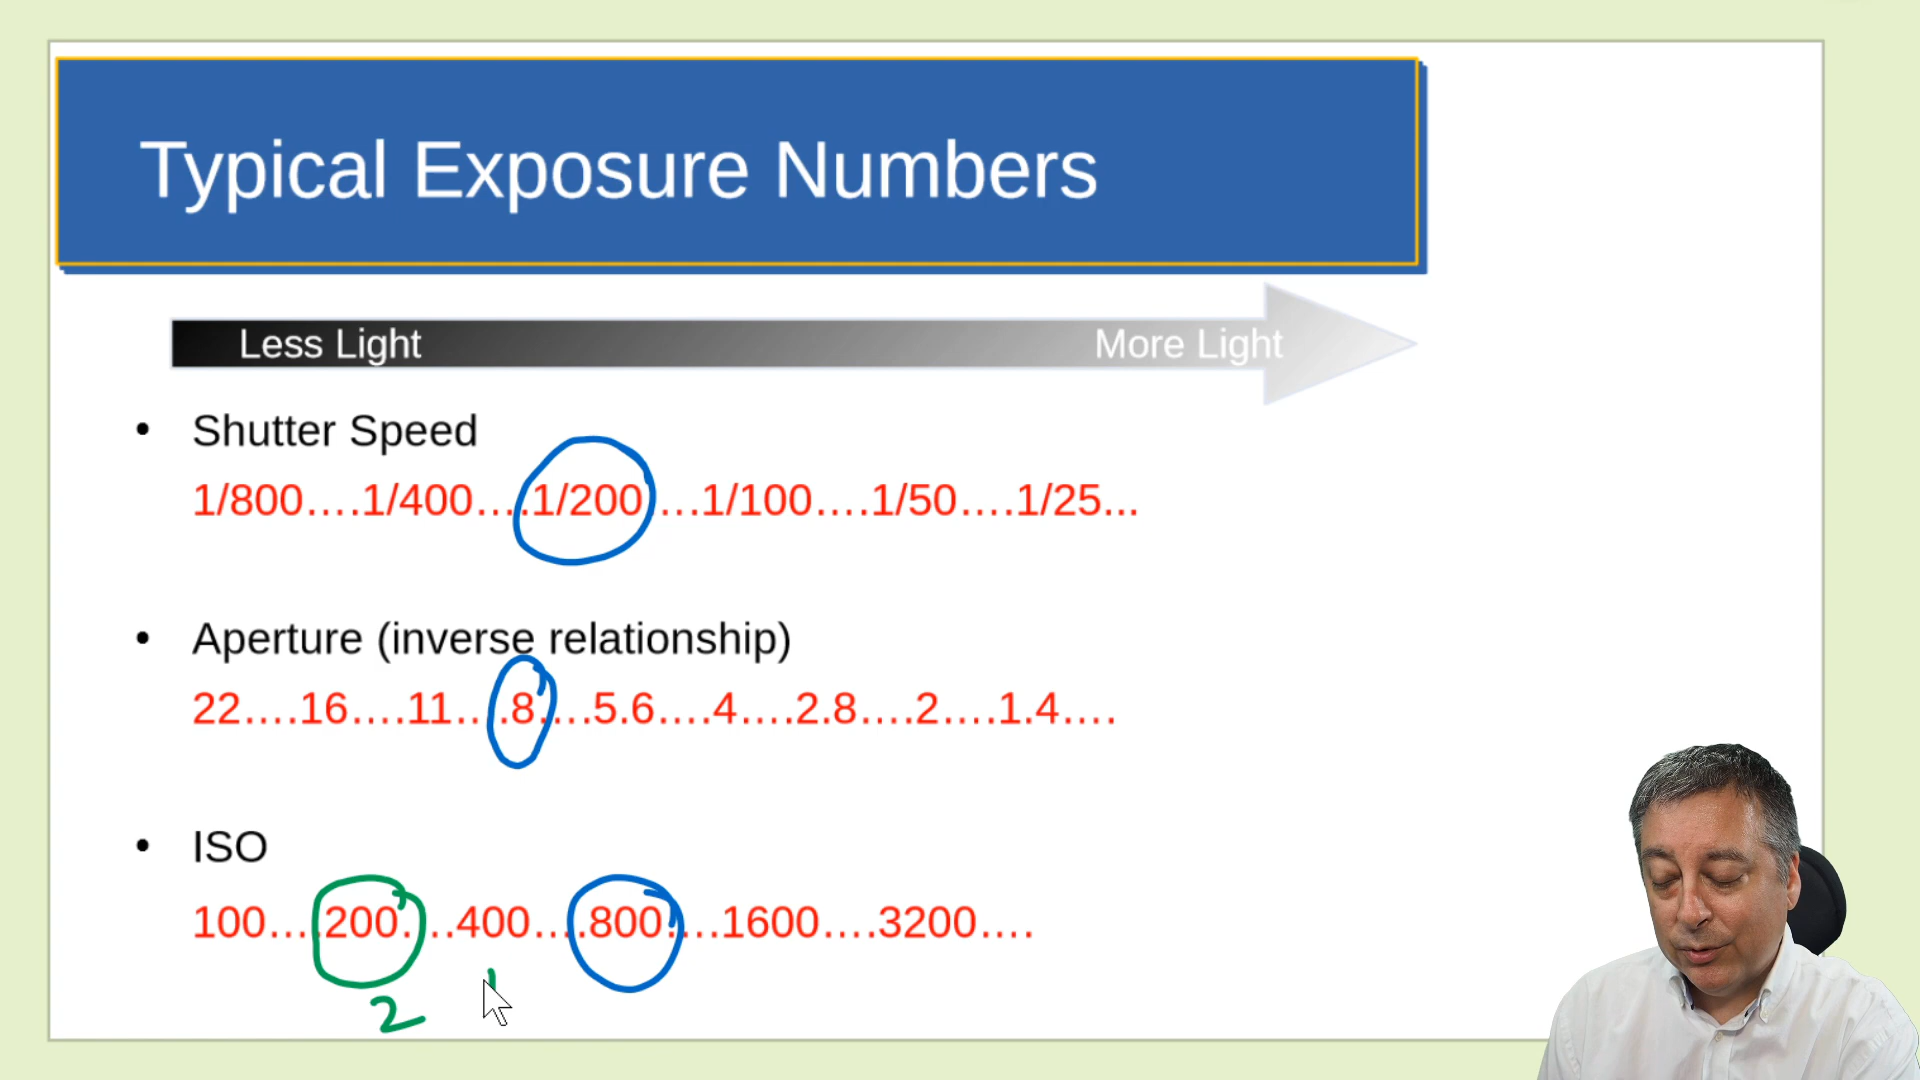 Typical Exposure Numbers
Less Light More Light
• Shutter Speed
1/800....1/400....1/200....1/100....1/50....1/25...
• Aperture (inverse relationship)
22....16....11....8....5.6....4....2.8....2....1.4....
• ISO
100....200....400....800....1600....3200....
2 1